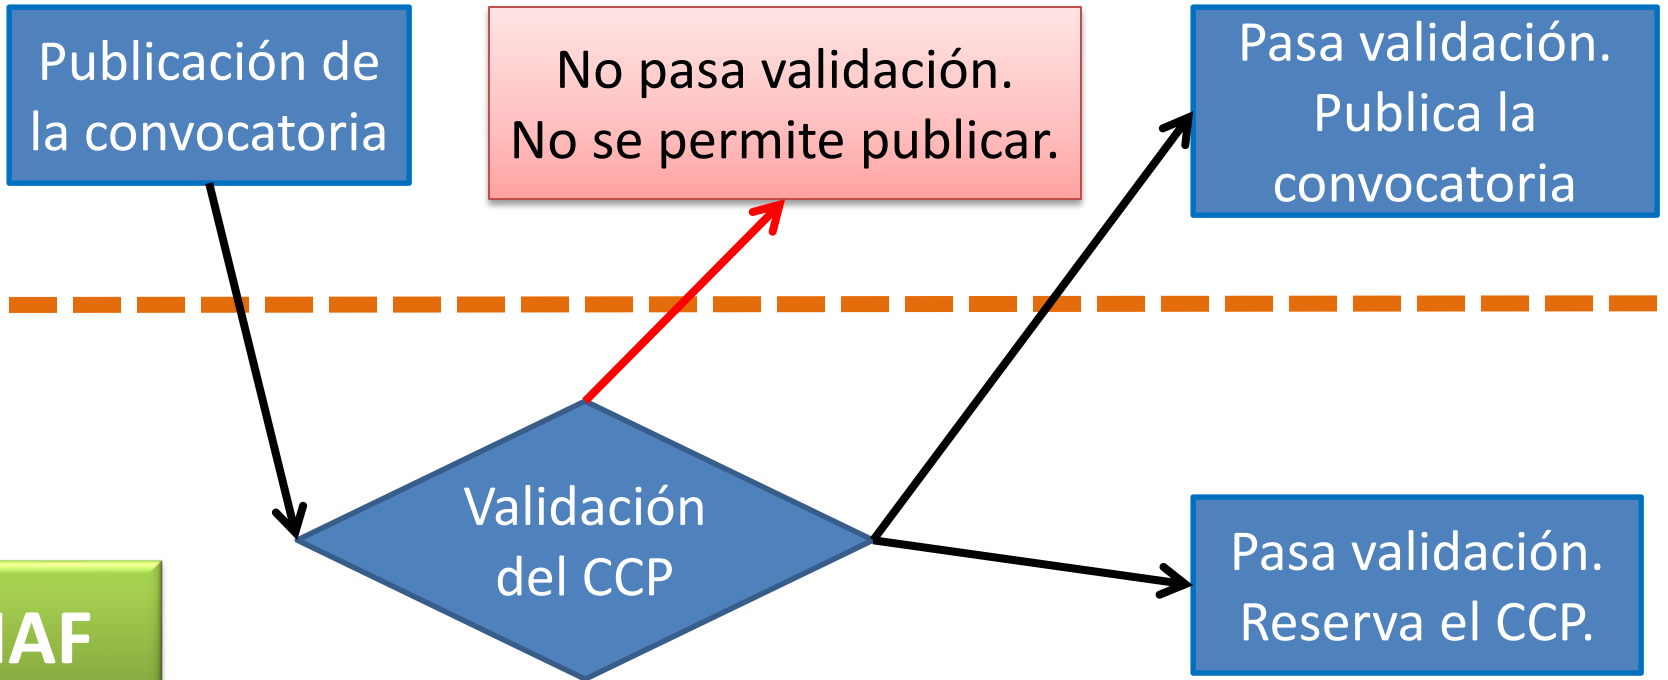 Publicación de
la convocatoria
No pasa validación.
No se permite publicar.
Pasa validación.
Publica la
convocatoria
Validación
del CCP
Pasa validación.
Reserva el CCP.